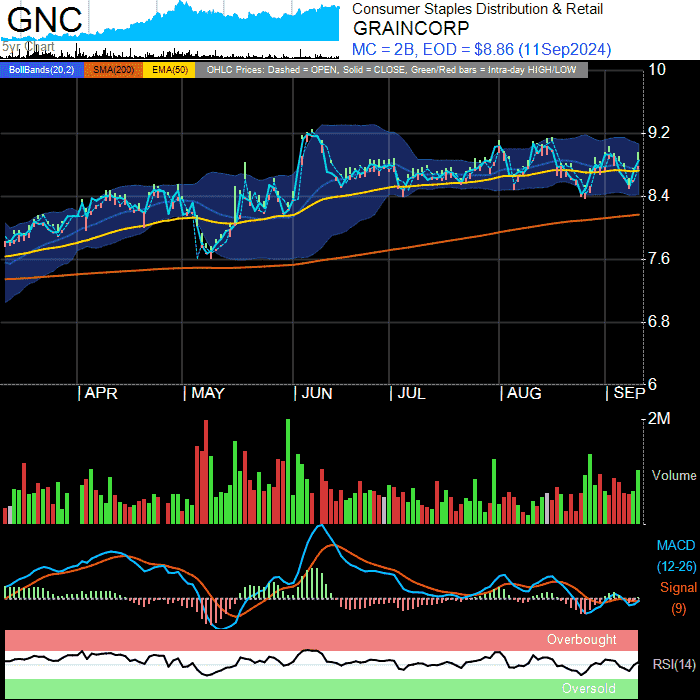 GNC
5yr Chart
Consumer Staples Distribution & Retail
GRAINCORP
MC = 2B, EOD = $8.86 (11Sep2024)
BollBands(20,2) SMA(200) EMA(50) OHLC Prices: Dashed = OPEN, Solid = CLOSE, Green/Red bars = Intra-day HIGH/LOW
10
9.2
8.4
7.6
6.8
6
APR MAY JUN JUL AUG SEP
2M
Volume
MACD
(12-26)
Signal
(9)
Overbought
RSI(14)
Oversold